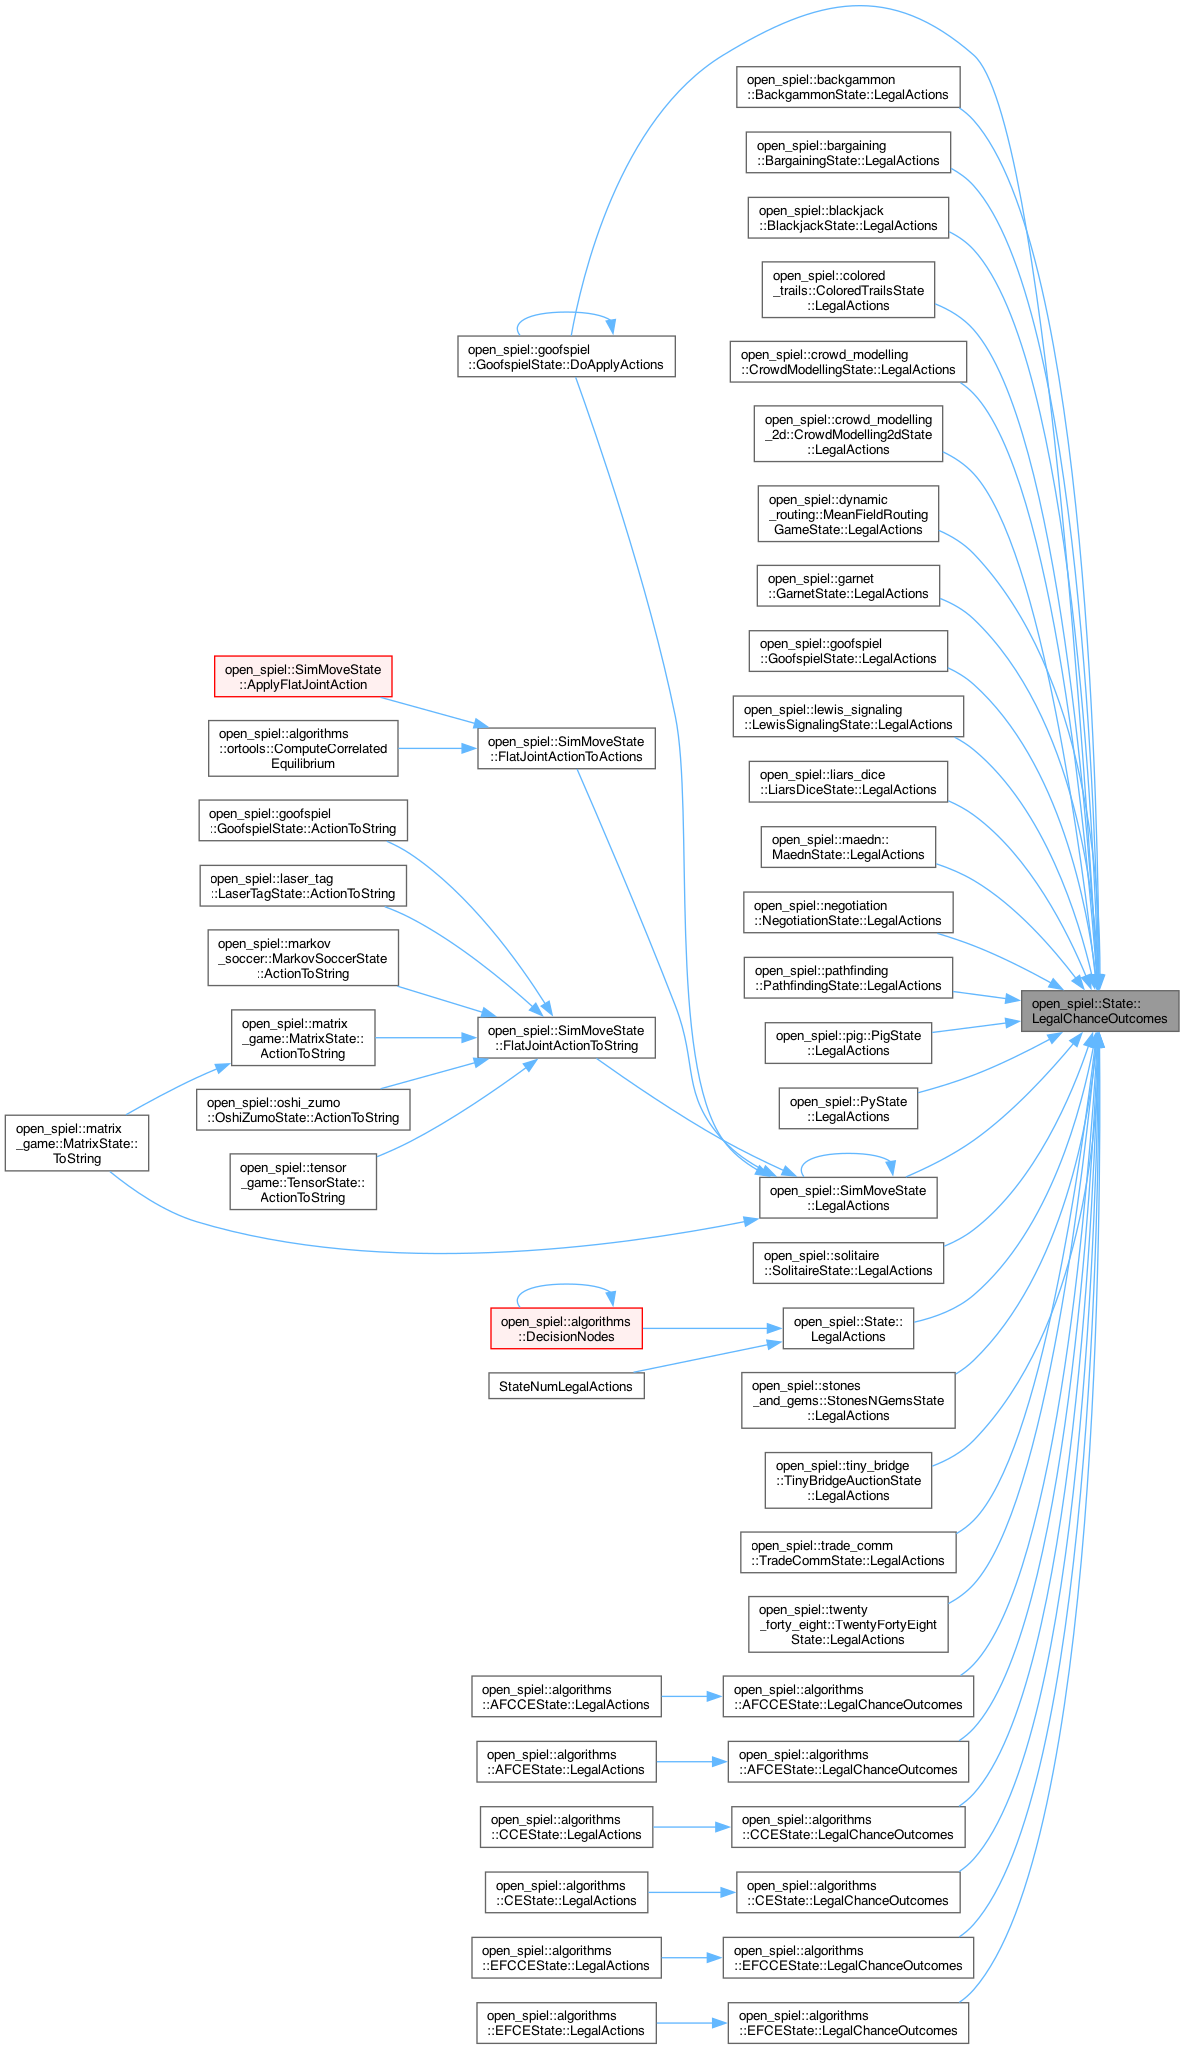 open_spiel::backgammon
::BackgammonState::LegalActions
open_spiel::bargaining
::BargainingState::LegalActions
open_spiel::blackjack
::BlackjackState::LegalActions
open_spiel::colored
_trails::ColoredTrailsState
::LegalActions
open_spiel::goofspiel
::GoofspielState::DoApplyActions
open_spiel::crowd_modelling
::CrowdModellingState::LegalActions
open_spiel::crowd_modelling
_2d::CrowdModelling2dState
::LegalActions
open_spiel::dynamic
_routing::MeanFieldRouting
GameState::LegalActions
open_spiel::garnet
::GarnetState::LegalActions
open_spiel::goofspiel
::GoofspielState::LegalActions
open_spiel::SimMoveState
::ApplyFlatJointAction
open_spiel::lewis_signaling
::LewisSignalingState::LegalActions
open_spiel::algorithms
::ortools::ComputeCorrelated
Equilibrium
open_spiel::SimMoveState
::FlatJointActionToActions
open_spiel::liars_dice
::LiarsDiceState::LegalActions
open_spiel::goofspiel
::GoofspielState::ActionToString
open_spiel::maedn::
MaednState::LegalActions
open_spiel::laser_tag
::LaserTagState::ActionToString
open_spiel::negotiation
::NegotiationState::LegalActions
open_spiel::markov
_soccer::MarkovSoccerState
::ActionToString
open_spiel::pathfinding
::PathfindingState::LegalActions
open_spiel::State::
LegalChanceOutcomes
open_spiel::matrix
_game::MatrixState::
ActionToString
open_spiel::SimMoveState
::FlatJointActionToString
open_spiel::pig::PigState
::LegalActions
open_spiel::oshi_zumo
::OshiZumoState::ActionToString
open_spiel::PyState
::LegalActions
open_spiel::matrix
_game::MatrixState::
ToString
open_spiel::tensor
_game::TensorState::
ActionToString
open_spiel::SimMoveState
::LegalActions
open_spiel::solitaire
::SolitaireState::LegalActions
open_spiel::algorithms
::DecisionNodes
open_spiel::State::
LegalActions
StateNumLegalActions
open_spiel::stones
_and_gems::StonesNGemsState
::LegalActions
open_spiel::tiny_bridge
::TinyBridgeAuctionState
::LegalActions
open_spiel::trade_comm
::TradeCommState::LegalActions
open_spiel::twenty
_forty_eight::TwentyFortyEight
State::LegalActions
open_spiel::algorithms
::AFCCEState::LegalActions
open_spiel::algorithms
::AFCCEState::LegalChanceOutcomes
open_spiel::algorithms
::AFCEState::LegalActions
open_spiel::algorithms
::AFCEState::LegalChanceOutcomes
open_spiel::algorithms
::CCEState::LegalActions
open_spiel::algorithms
::CCEState::LegalChanceOutcomes
open_spiel::algorithms
::CEState::LegalActions
open_spiel::algorithms
::CEState::LegalChanceOutcomes
open_spiel::algorithms
::EFCCEState::LegalActions
open_spiel::algorithms
::EFCCEState::LegalChanceOutcomes
open_spiel::algorithms
::EFCEState::LegalActions
open_spiel::algorithms
::EFCEState::LegalChanceOutcomes